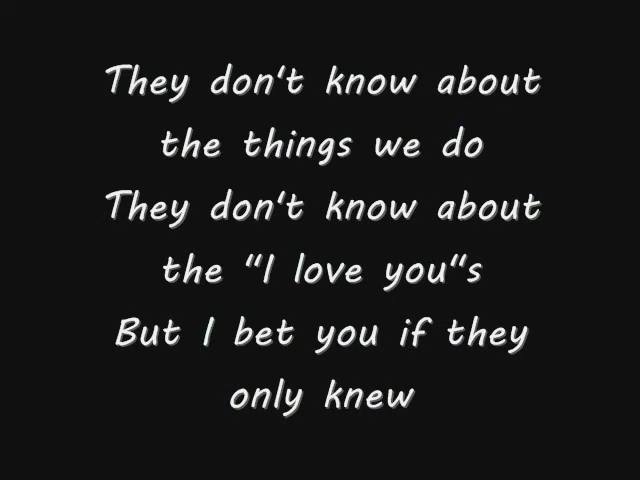 They don't know about
the things we do
They don't know about
the "I love you"s
But I bet you if they
only knew